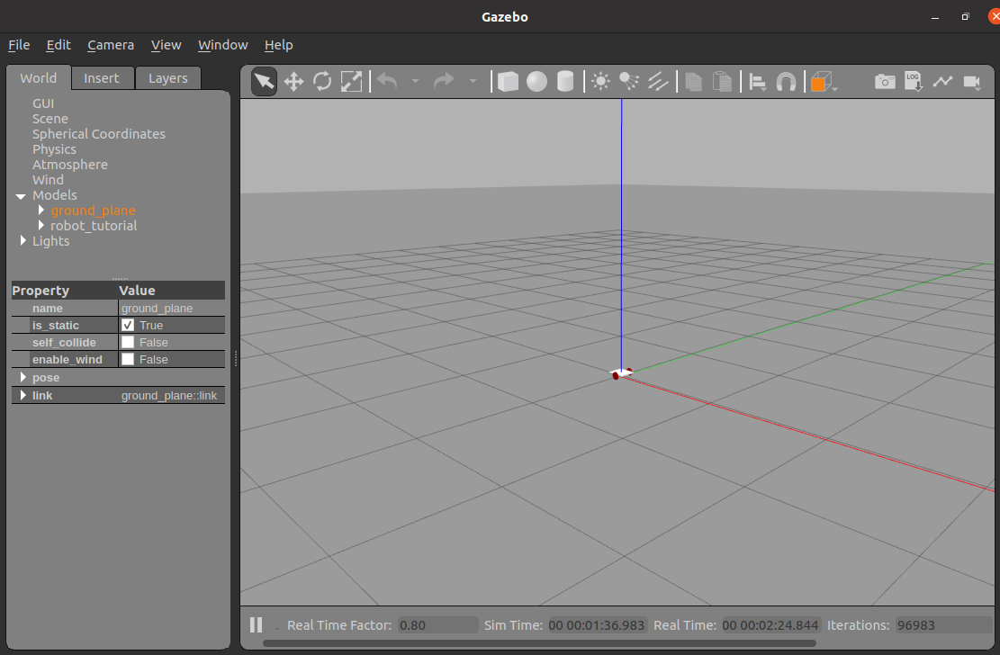 Gazebo
File Edit Camera View Window Help
World Insert Layers
LOG
GUI
Scene
Spherical Coordinates
Physics
Atmosphere
Wind
Models
ground_plane
robot_tutorial
Lights
Property Value
name ground_plane
is_static True
self_collide False
enable_wind False
pose
link ground_plane::link
Real Time Factor: 0.80 Sim Time: 00 00:01:36.983 Real Time: 00 00:02:24.844 Iterations: 96983